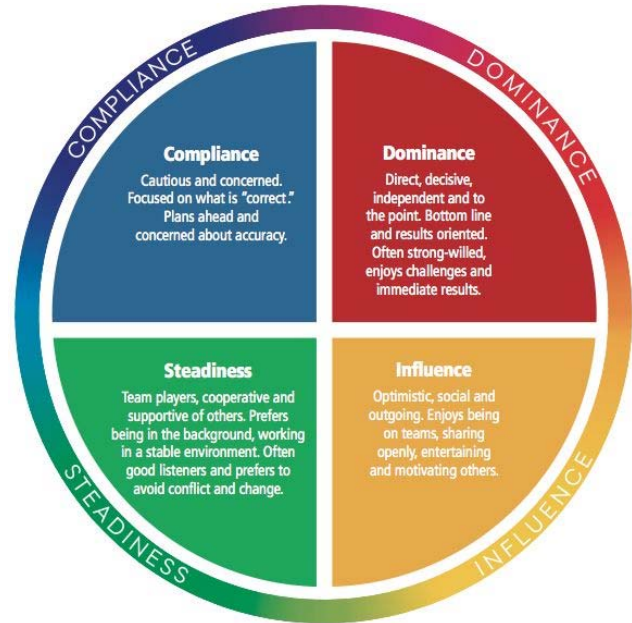 COMPLIANCE
DOMINANCE
Compliance
Cautious and concerned.
Focused on what is "correct."
Plans ahead and
concerned about accuracy.
Dominance
Direct, decisive,
independent and to
the point. Bottom line
and results oriented.
Often strong-willed,
enjoys challenges and
immediate results.
Steadiness
Team players, cooperative and
supportive of others. Prefers
being in the background, working
in a stable environment. Often
good listeners and prefers to
avoid conflict and change.
Influence
Optimistic, social and
outgoing. Enjoys being
on teams, sharing
openly, entertaining
and motivating others.
STEADINESS
INFLUENCE